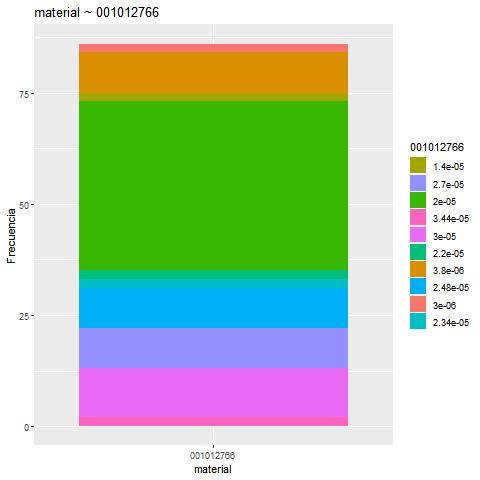 material ~ 001012766
Frecuencia
75
50
25
0
001012766
material
001012766
1.4e-05
2.7e-05
2e-05
3.44e-05
3e-05
2.2e-05
3.8e-06
2.48e-05
3e-06
2.34e-05